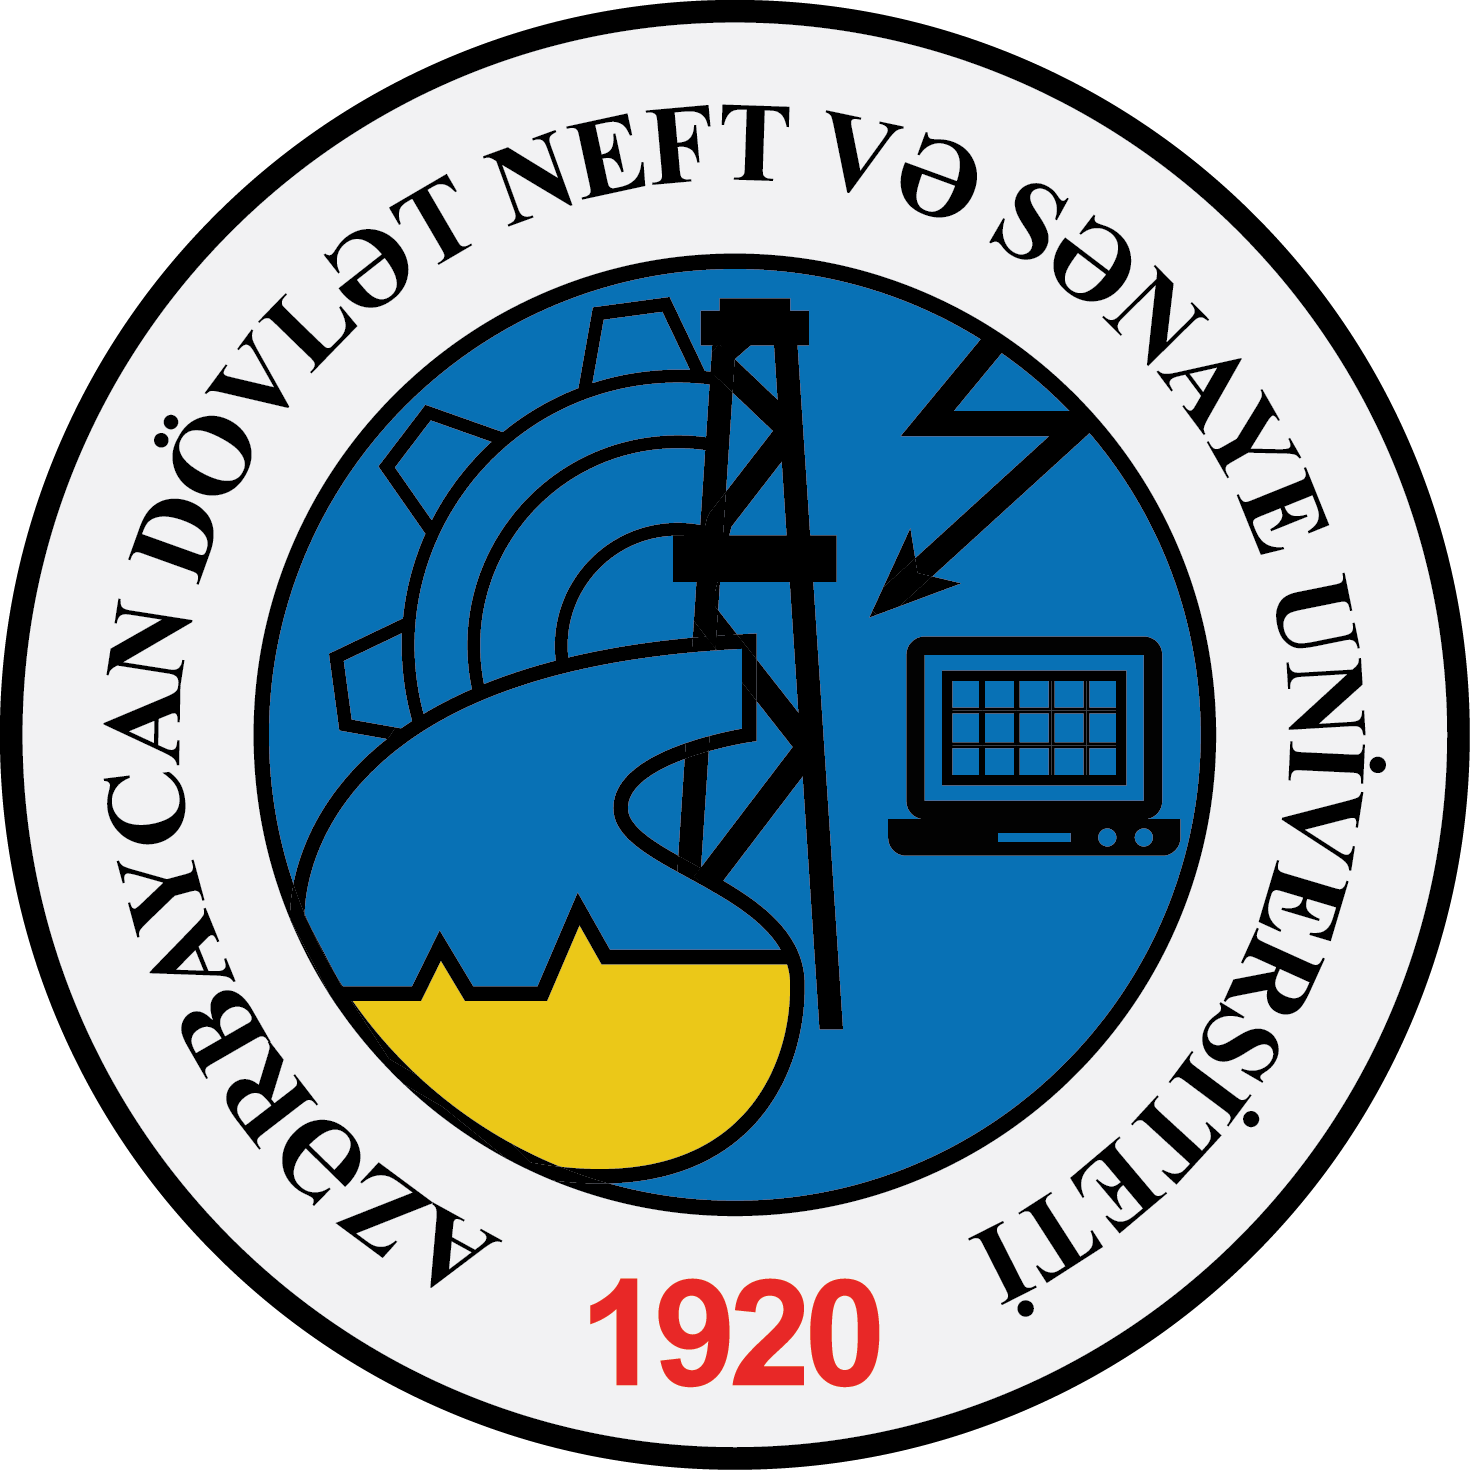 AZƏRBAYCAN DÖVLƏT NEFT VƏ SƏNAYE UNİVERSİTETİ
1920